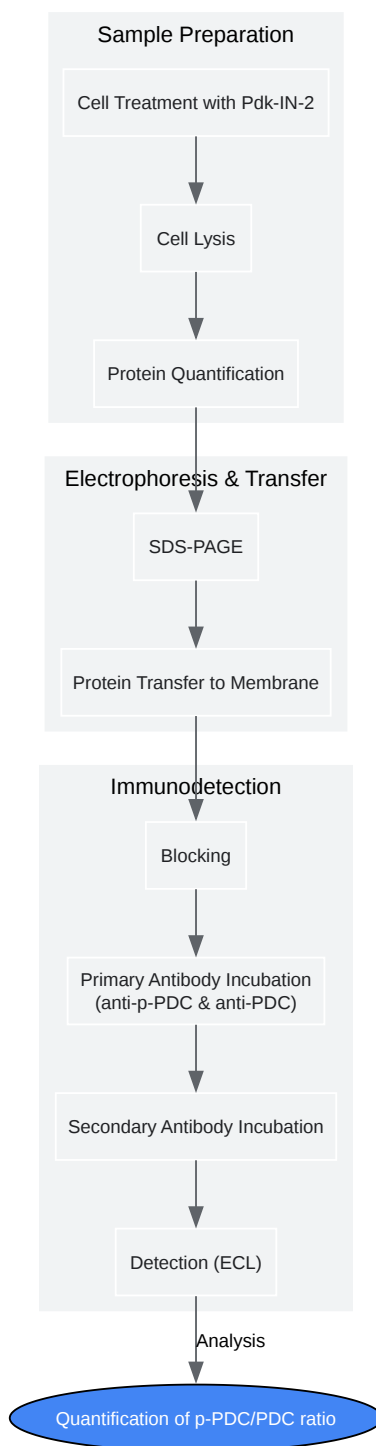 Sample Preparation
Cell Treatment with Pdk-IN-2
Cell Lysis
Protein Quantification
Electrophoresis & Transfer
SDS-PAGE
Protein Transfer to Membrane
Immunodetection
Blocking
Primary Antibody Incubation
(anti-p-PDC & anti-PDC)
Secondary Antibody Incubation
Detection (ECL)
Analysis
Quantification of p-PDC/PDC ratio